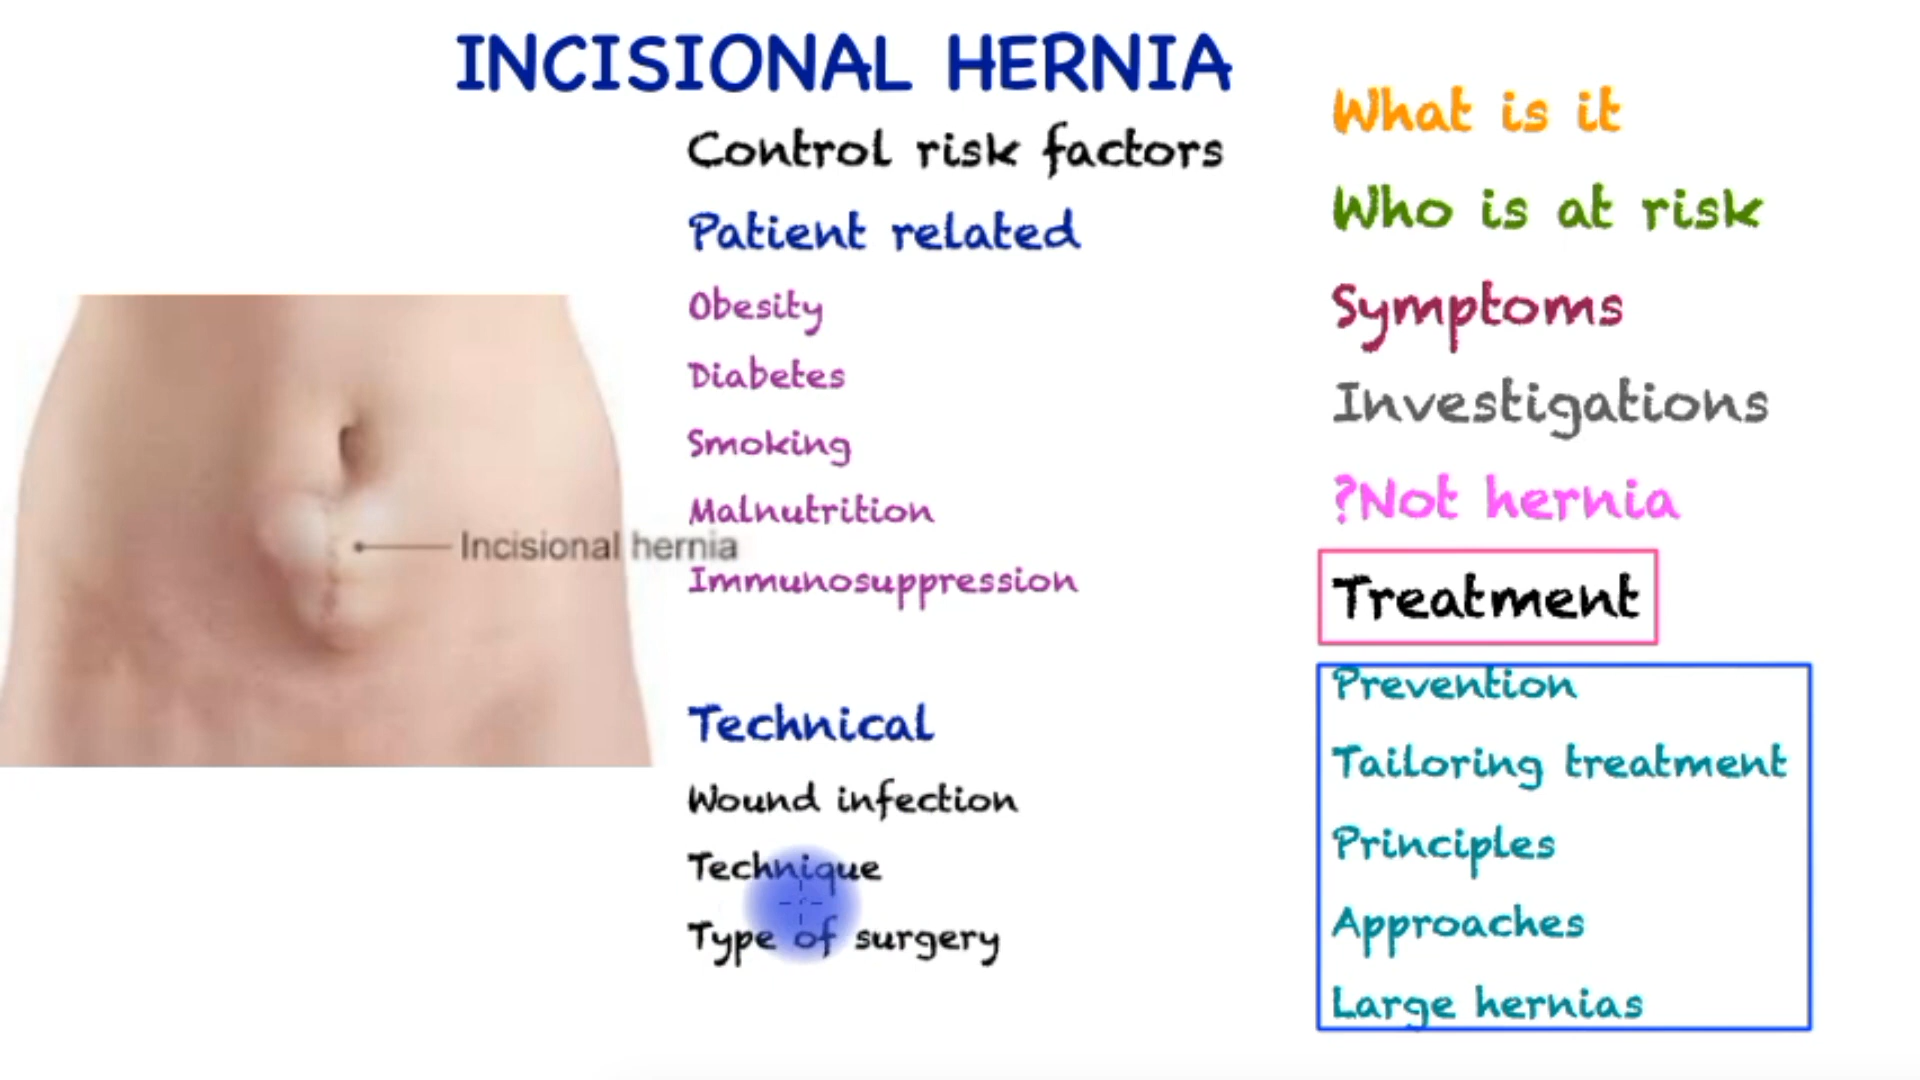 INCISIONAL HERNIA
Control risk factors
Patient related
Obesity
Diabetes
Smoking
Malnutrition
Incisional hernia
Immunosuppression
Technical
Wound infection
Technique
Type of surgery
What is it
Who is at risk
Symptoms
Investigations
?Not hernia
Treatment
Prevention
Tailoring treatment
Principles
Approaches
Large hernias